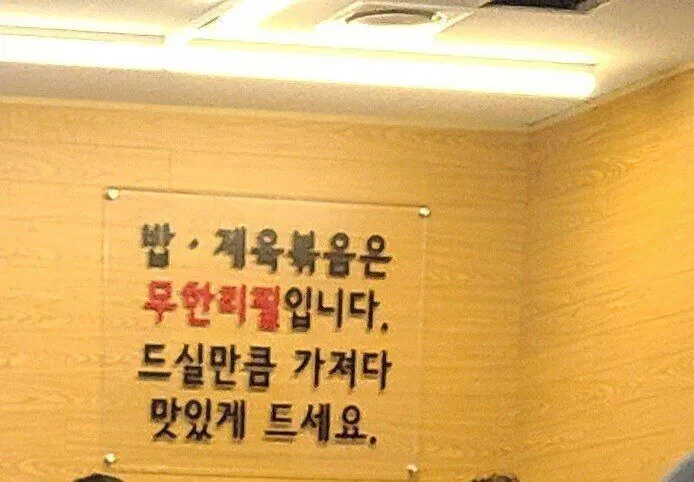 밥·제육볶음은
무한리필입니다.
드실만큼 가져다
맛있게 드세요.